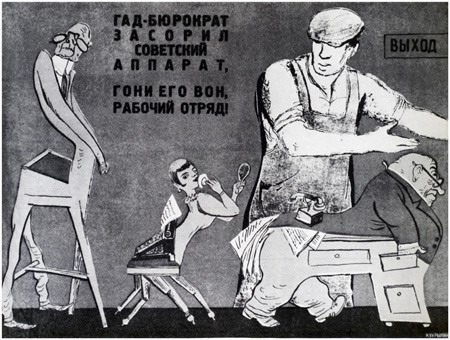 ГАД-БЮРОКРАТ
ЗАСОРИЛ
СОВЕТСКИЙ
АППАРАТ,
ГОНИ ЕГО ВОН,
РАБОЧИЙ ОТРЯД!
ВЫХОД